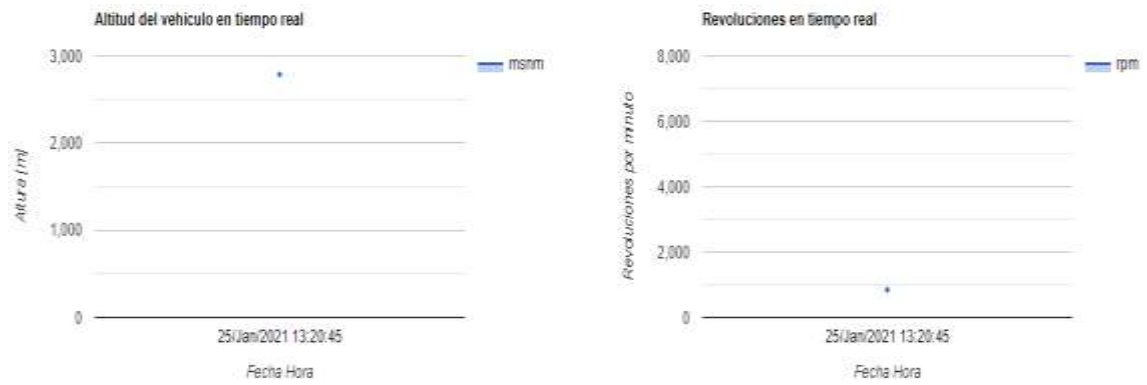 Altitud del vehículo en tiempo real
3,000
2,000
1,000
0
Altura [m]
msnm
25/Jan/2021 13:20:45
Fecha Hora
Revoluciones en tiempo real
8,000
6,000
4,000
2,000
0
Revoluciones por minuto
rpm
25/Jan/2021 13:20:45
Fecha Hora